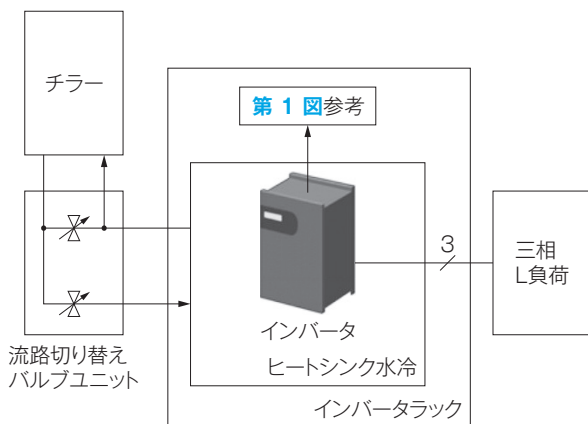 チラー
第 1 図参考
3
三相
L負荷
インバータ
ヒートシンク水冷
流路切り替え
バルブユニット
インバータラック